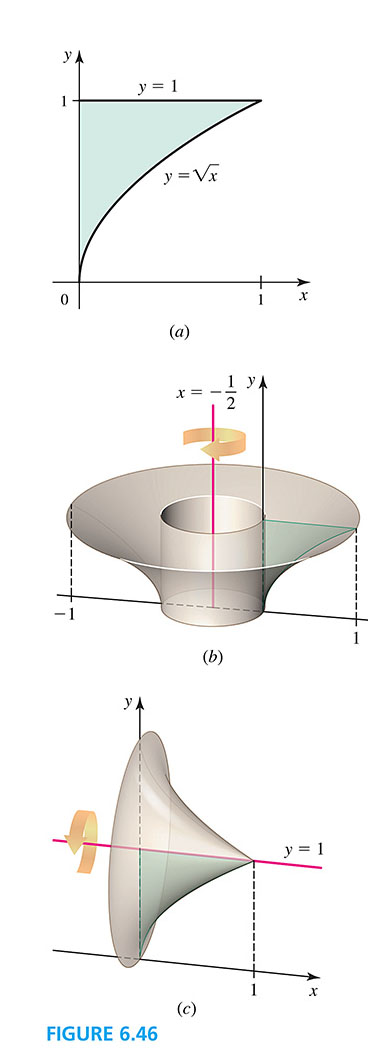 y
y = 1
1
y = √x
0
1
x
(a)
x = -1/2
y
−1
1
(b)
y
y = 1
1
x
(c)
FIGURE 6.46